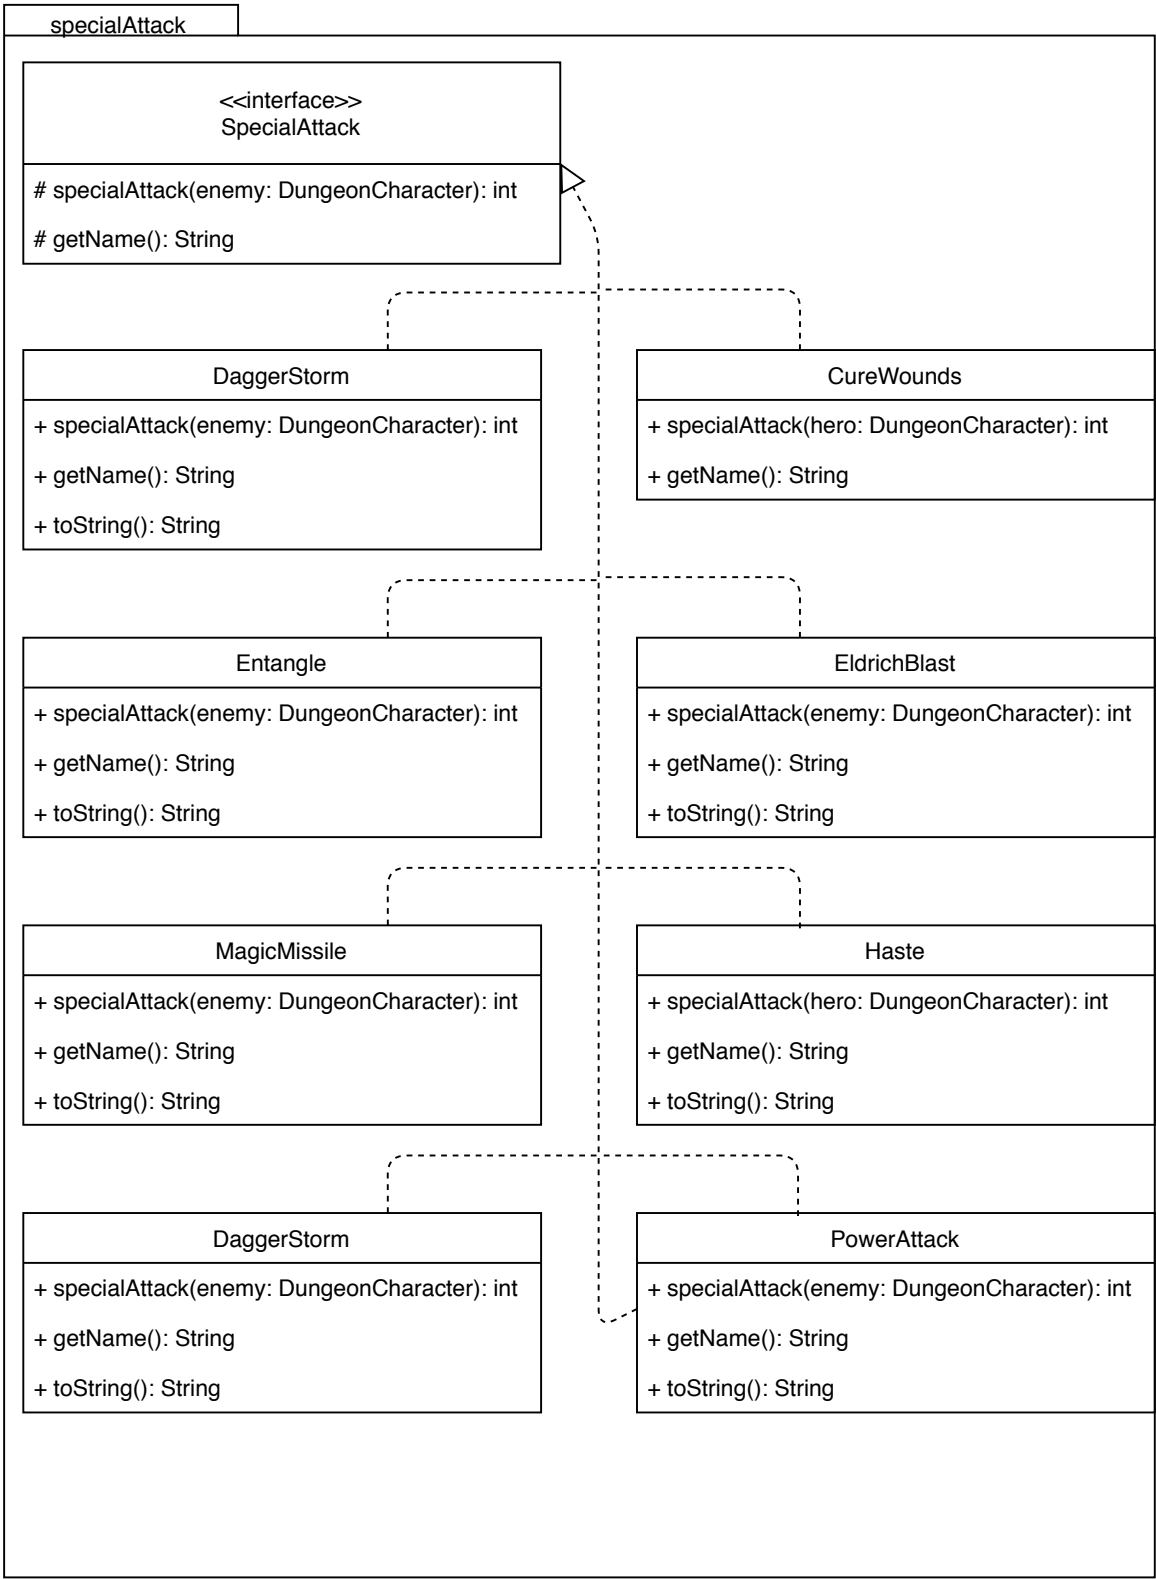 specialAttack
<<interface>>
SpecialAttack
# specialAttack(enemy: DungeonCharacter): int
# getName(): String
DaggerStorm
+ specialAttack(enemy: DungeonCharacter): int
+ getName(): String
+ toString(): String
CureWounds
+ specialAttack(hero: DungeonCharacter): int
+ getName(): String
Entangle
+ specialAttack(enemy: DungeonCharacter): int
+ getName(): String
+ toString(): String
EldrichBlast
+ specialAttack(enemy: DungeonCharacter): int
+ getName(): String
+ toString(): String
MagicMissile
+ specialAttack(enemy: DungeonCharacter): int
+ getName(): String
+ toString(): String
Haste
+ specialAttack(hero: DungeonCharacter): int
+ getName(): String
+ toString(): String
DaggerStorm
+ specialAttack(enemy: DungeonCharacter): int
+ getName(): String
+ toString(): String
PowerAttack
+ specialAttack(enemy: DungeonCharacter): int
+ getName(): String
+ toString(): String